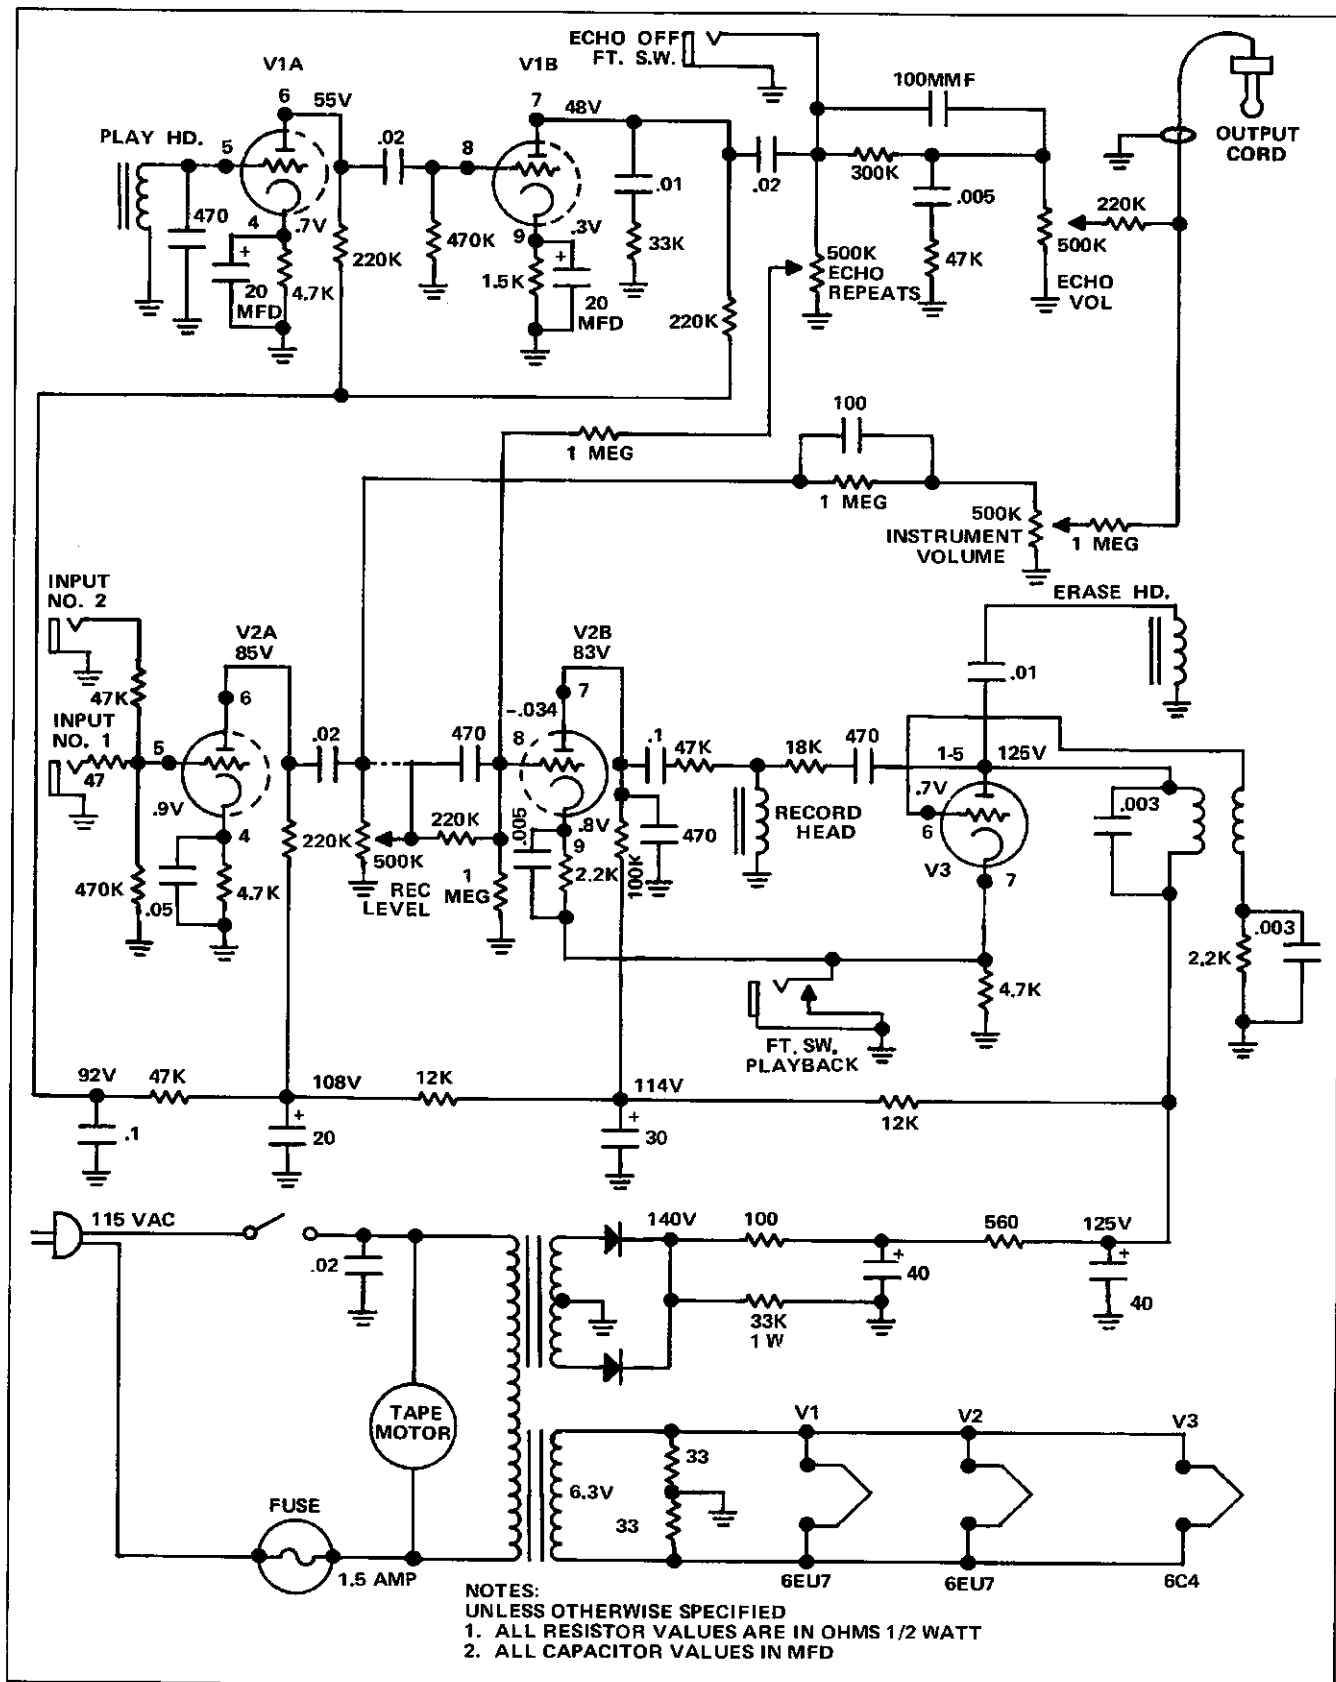 ECHO OFF
FT. S.W.
V1A
V1B
6
55V
7
48V
100MMF
OUTPUT
CORD
PLAY HD.
5
.02
8
.01
.02
300K
.005
220K
470
4
.7V
220K
470K
9
.3V
33K
500K
ECHO
REPEATS
47K
500K
ECHO
VOL
+
20
MFD
4.7K
1.5K
+
20
MFD
220K
100
1 MEG
1 MEG
500K
INSTRUMENT
VOLUME
1 MEG
INPUT
NO. 2
V2A
85V
V2B
83V
ERASE HD.
47K
6
7
.01
INPUT
NO. 1
5
.02
470
-.034
8
.1
47K
18K
470
1-5
125V
47
.9V
.7V
.003
4
220K
220K
.005
.8V
470
RECORD
HEAD
6
V3
500K
REC
LEVEL
9
2.2K
100K
7
470K
.05
4.7K
1
MEG
.003
2.2K
4.7K
FT. SW.
PLAYBACK
92V
47K
108V
12K
114V
12K
.1
+
20
+
30
115 VAC
140V
100
560
125V
.02
+
40
+
40
33K
1 W
TAPE
MOTOR
V1
V2
V3
6.3V
33
33
FUSE
1.5 AMP
6EU7
6EU7
6C4
NOTES:
UNLESS OTHERWISE SPECIFIED
1. ALL RESISTOR VALUES ARE IN OHMS 1/2 WATT
2. ALL CAPACITOR VALUES IN MFD